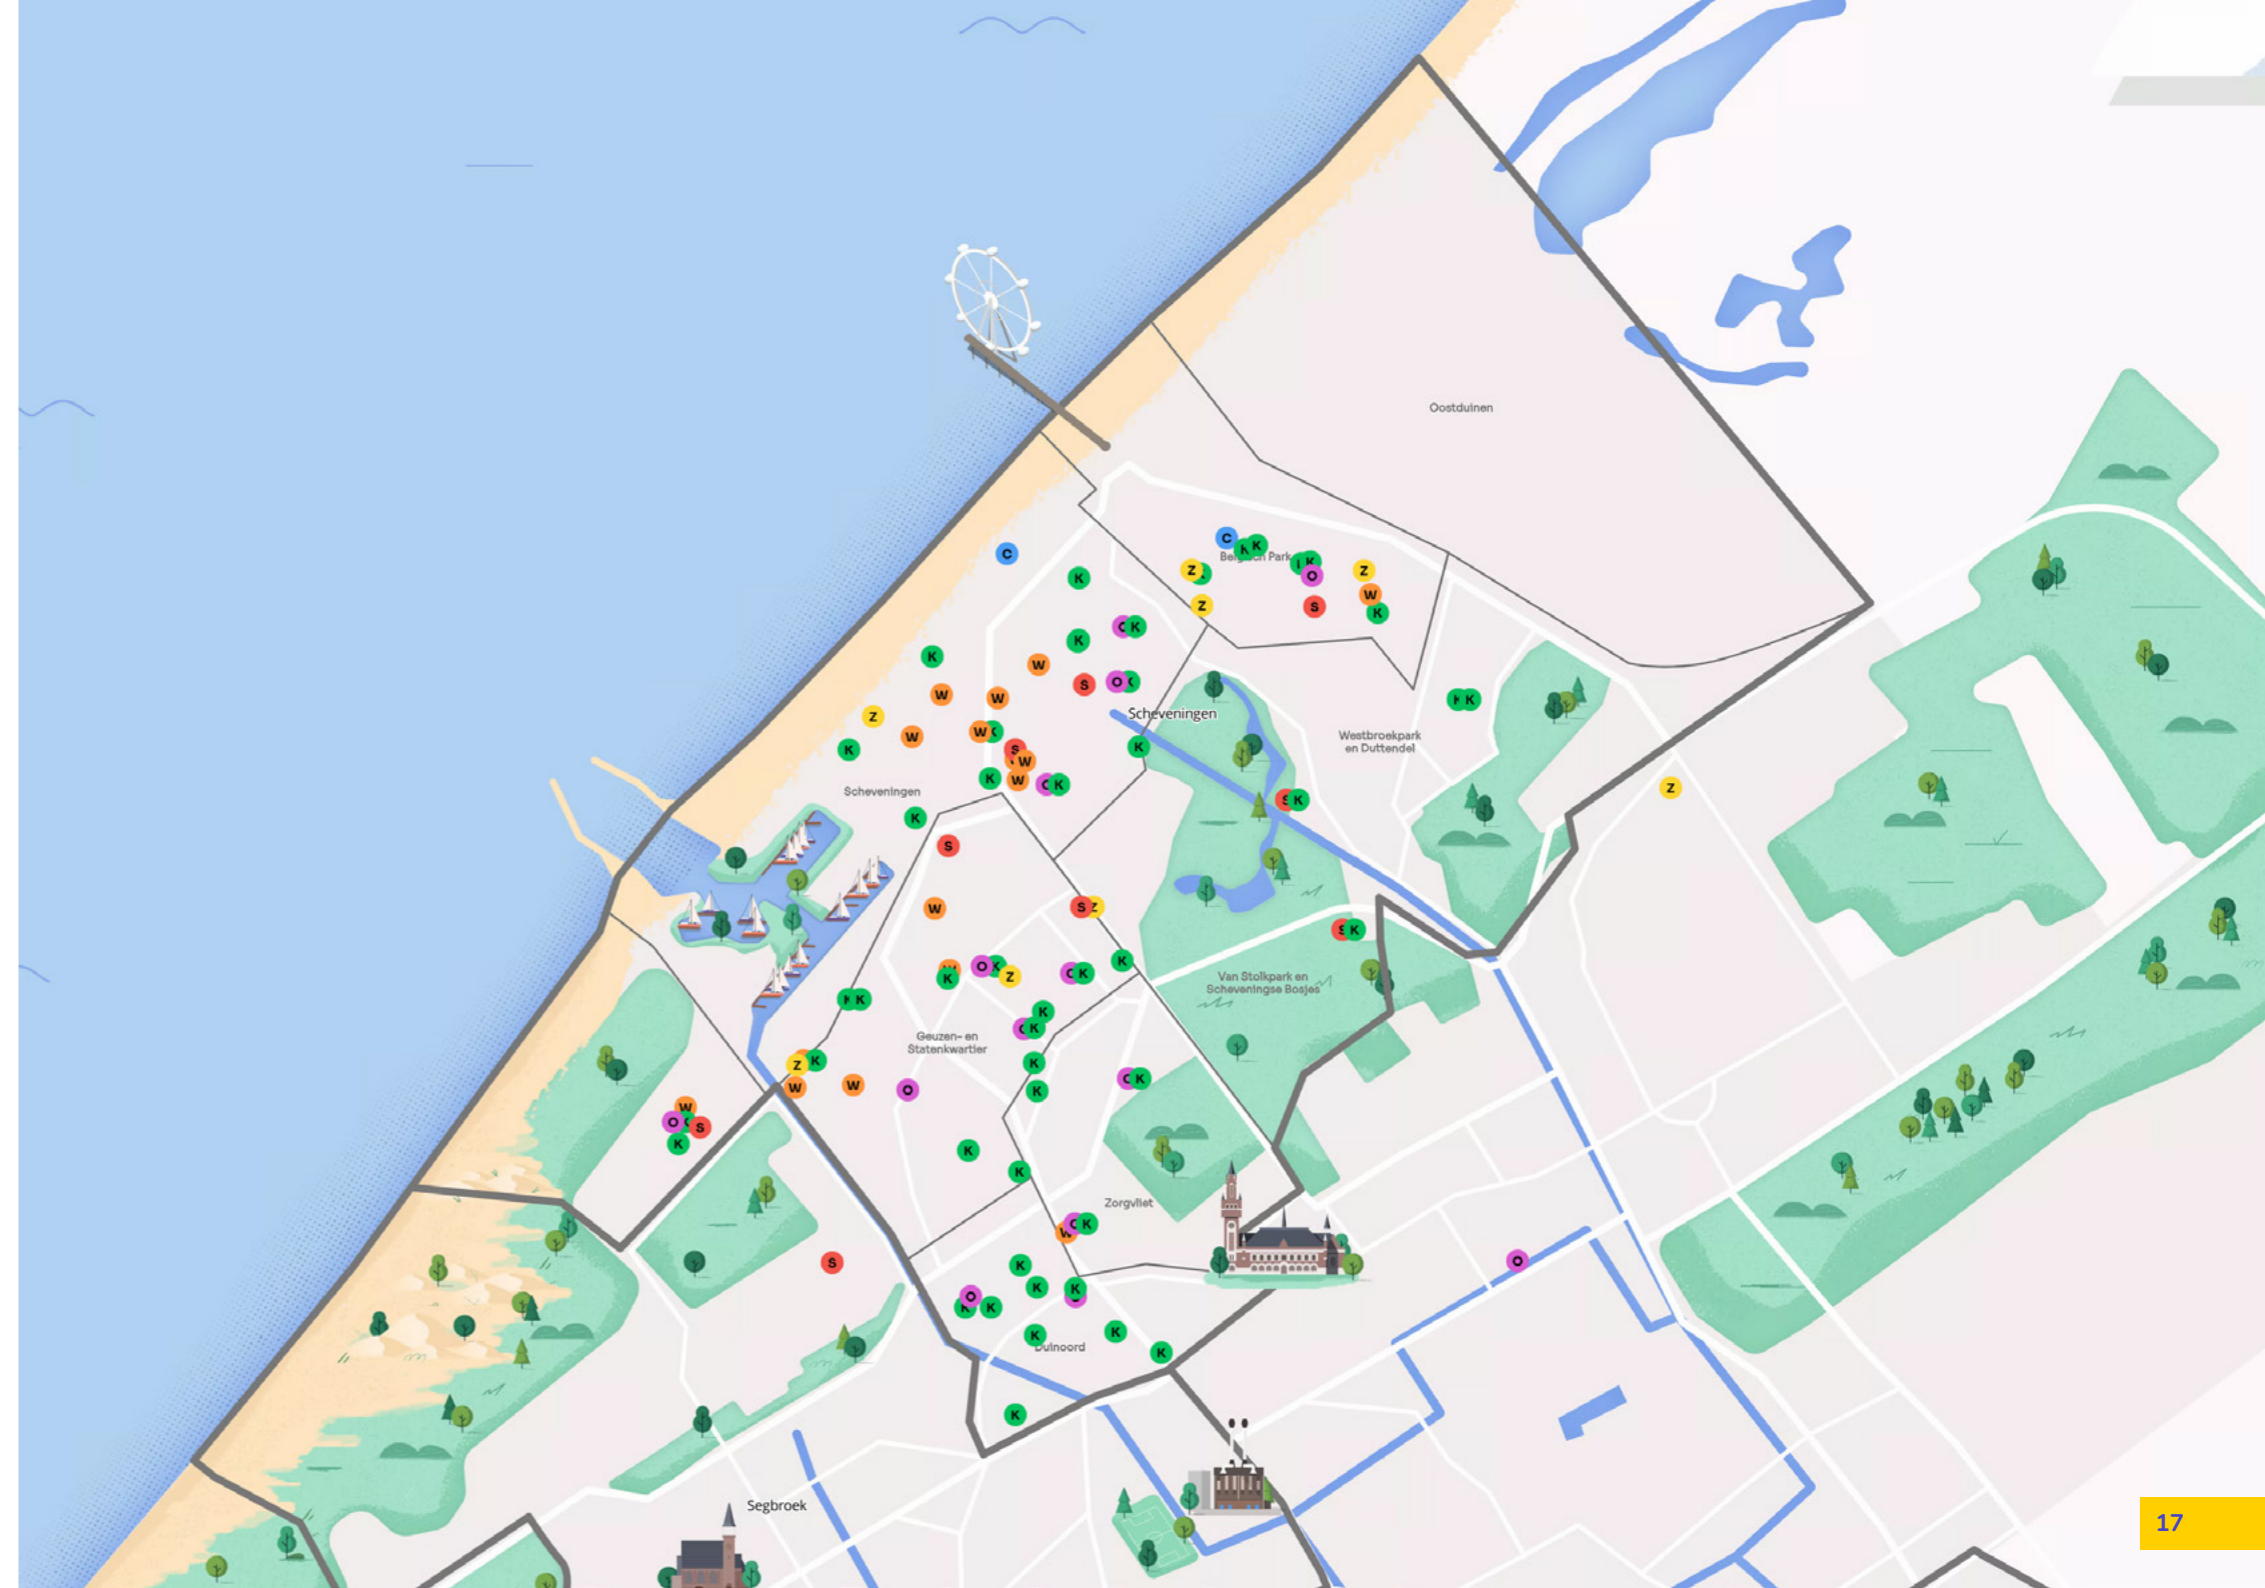 Oostduinen
C
C
K
K
Belgisch Park
K
O
Z
Z
W
K
Z
S
K
K
K
K
W
S
O
K
W
W
Z
W
W
K
K
Scheveningen
Westbroekpark
en Duttendel
K
K
S
W
K
W
K
Z
Scheveningen
K
K
S
W
S
Z
K
K
Van Stolkpark en
Scheveningse Bosjes
O
K
Z
K
K
K
K
K
K
Geuzen- en
Statenkwartier
K
Z
K
W
W
O
K
K
W
O
S
K
K
K
Zorgvliet
K
W
S
O
K
K
O
K
K
K
K
Duinoord
K
K
Segbroek
17